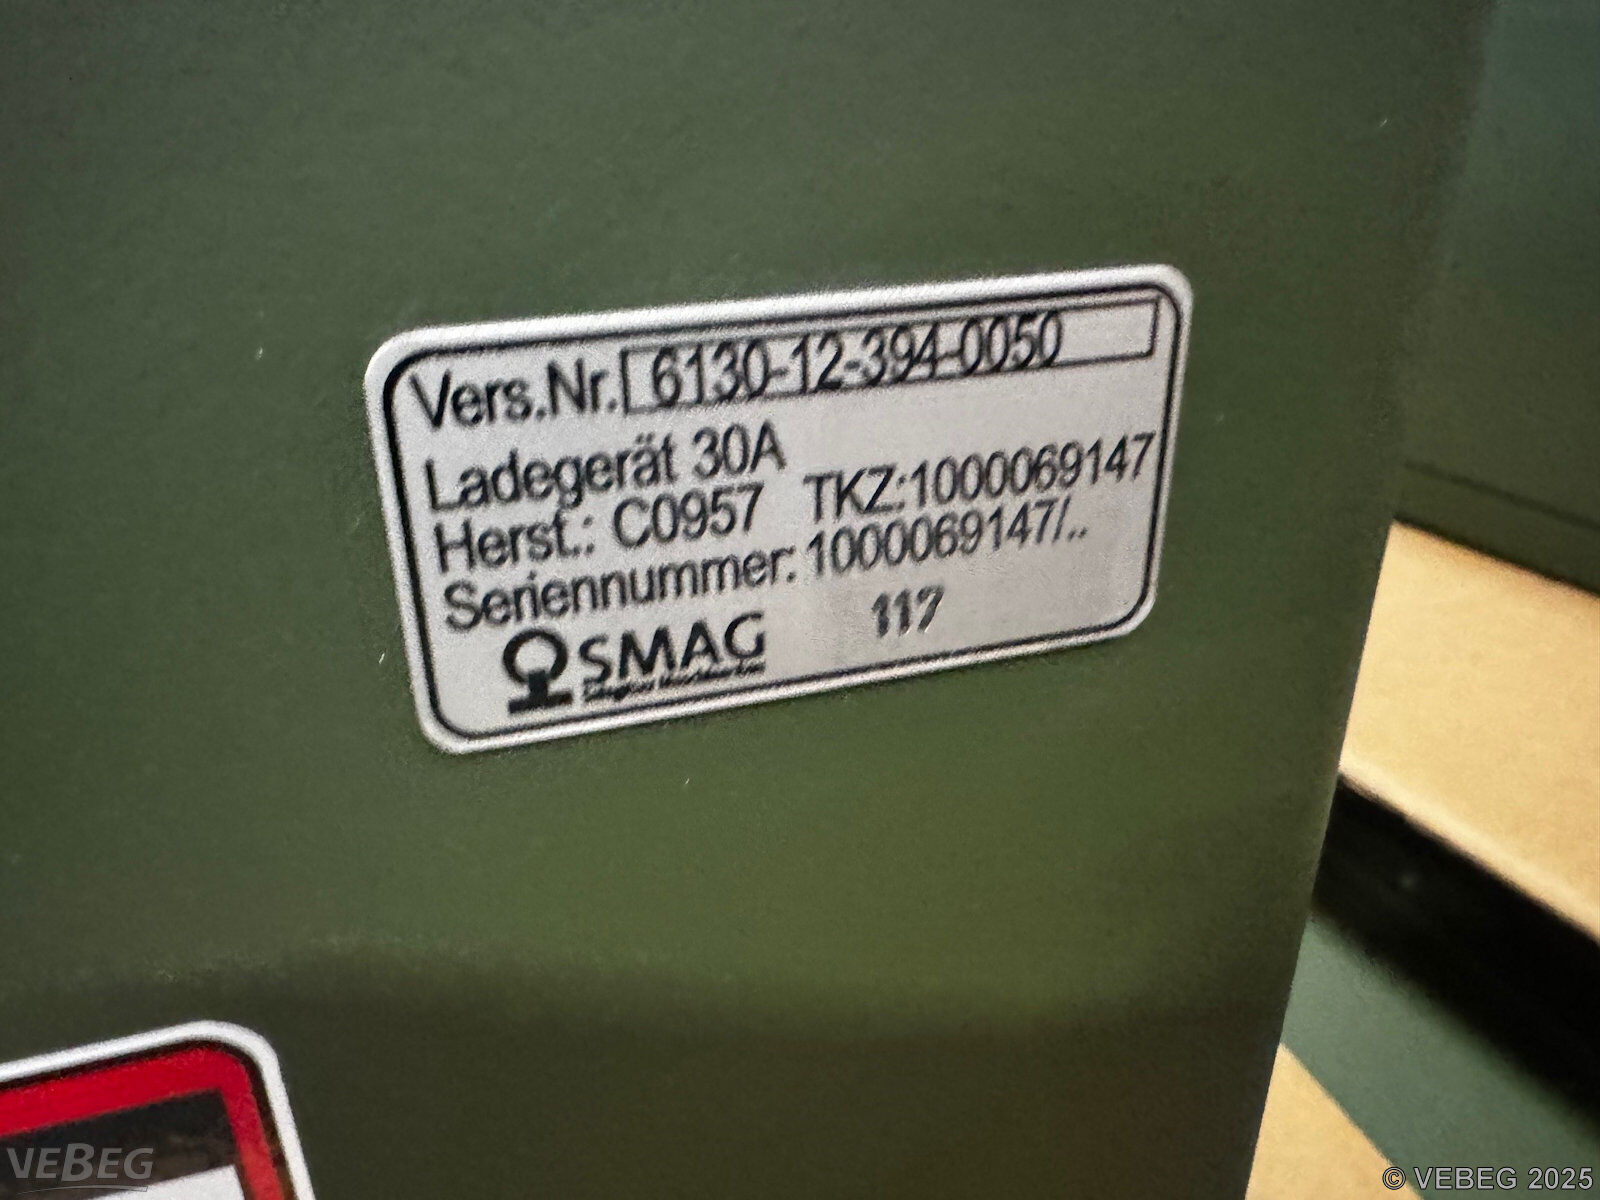 Vers.Nr. 6130-12-394-0050
Ladegerät 30A
Herst.: C0957 TKZ:1000069147
Seriennummer: 1000069147/..
117
SMAG
VEBEG
© VEBEG 2025